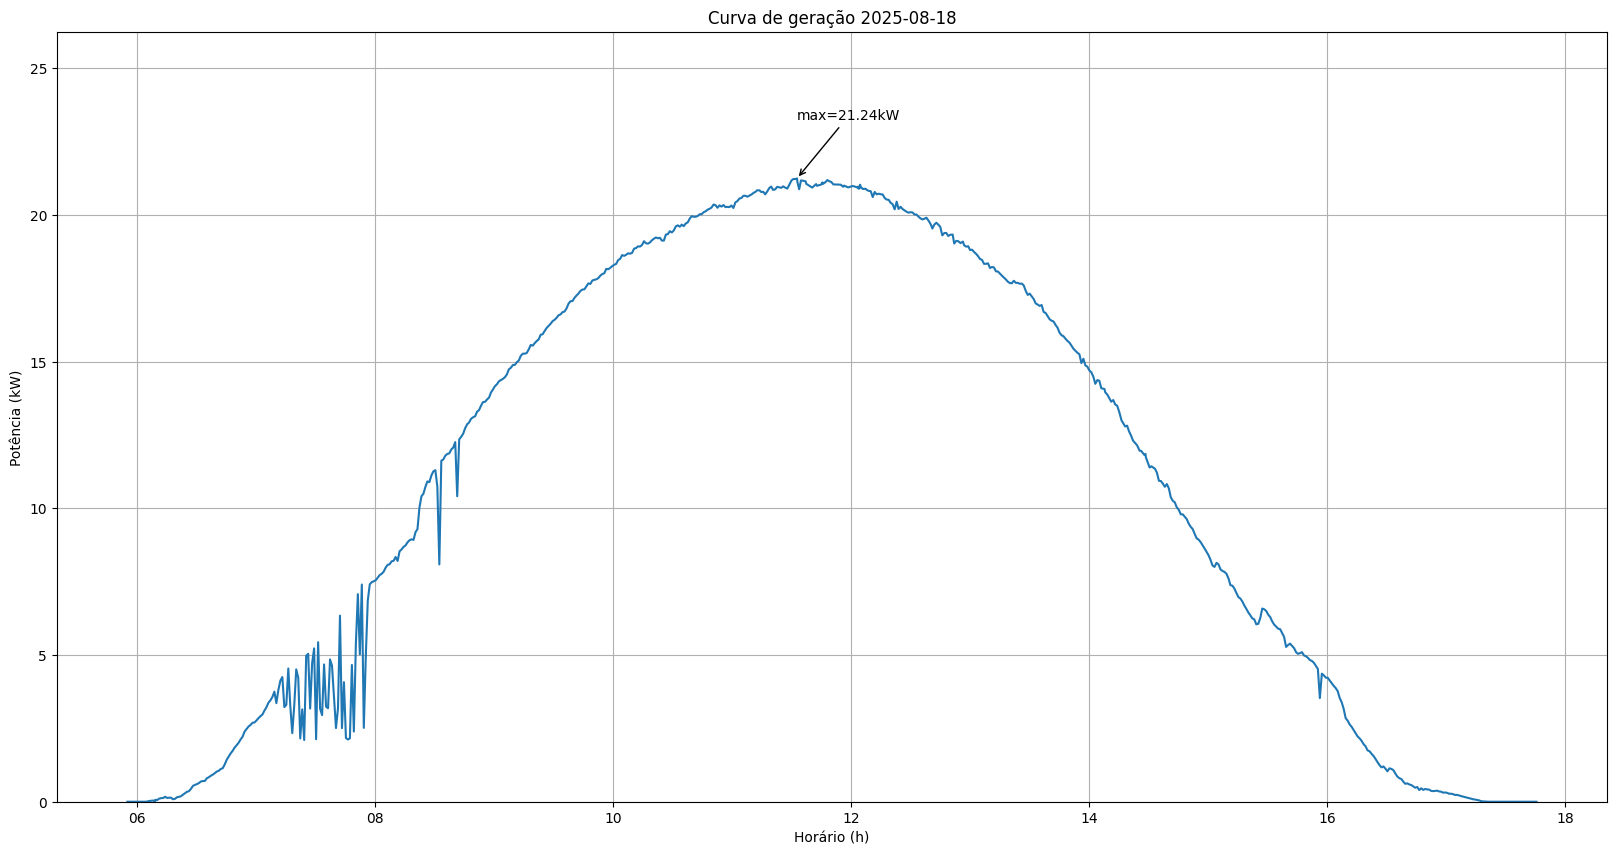 Curva de geração 2025-08-18
25
max=21.24kW
20
15
Potência (kW)
10
5
0
06 08 10 12 14 16 18
Horário (h)